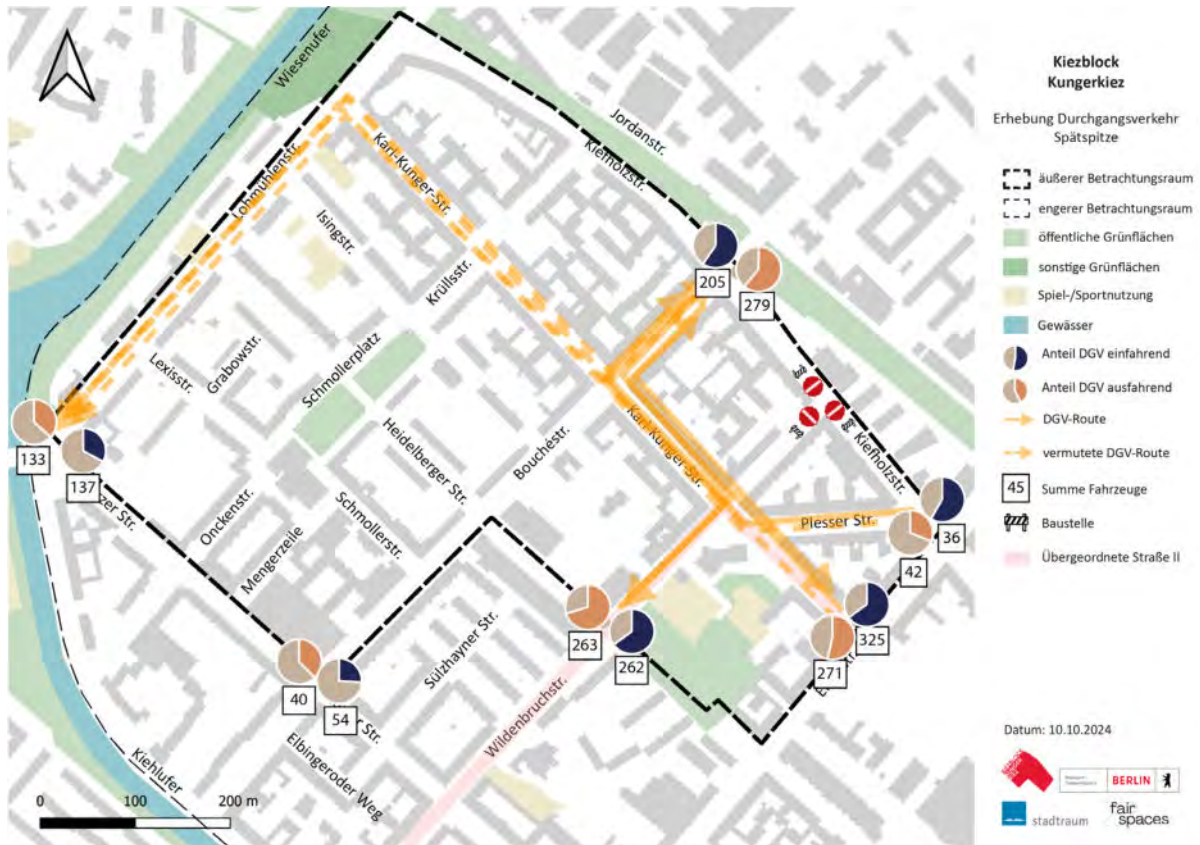 Wiesenufer
Jordanstr.
Kiefholzstr.
Karl-Kunger-Str.
Lohmühlenstr.
Isingstr.
Krüllsstr.
205
279
Lexisstr.
Grabowstr.
Schmollerplatz
Heidelberger Str.
Bouchéstr.
Karl-Kunger Str.
Kiefholzstr.
133
137
tzer Str.
Onckenstr.
Mengerzeile
Schmollerstr.
Plesser Str.
36
42
325
271
263
262
40
54
Sülzhayner Str.
Wildenbruchstr.
Elbingeroder Weg
Kiehlufer
0 100 200 m
Kiezblock
Kungerkiez
Erhebung Durchgangsverkehr
Spätspitze
äußerer Betrachtungsraum
engerer Betrachtungsraum
öffentliche Grünflächen
sonstige Grünflächen
Spiel-/Sportnutzung
Gewässer
Anteil DGV einfahrend
Anteil DGV ausfahrend
DGV-Route
vermutete DGV-Route
45 Summe Fahrzeuge
Baustelle
Übergeordnete Straße II
Datum: 10.10.2024
BERLIN
stadtraum
fair
spaces